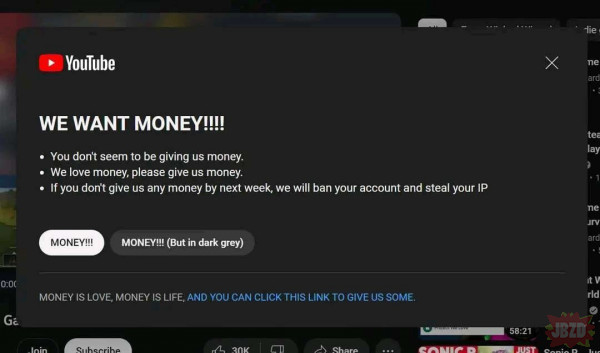 YouTube
WE WANT MONEY!!!!
• You don't seem to be giving us money.
• We love money, please give us money.
• If you don't give us any money by next week, we will ban your account and steal your IP
MONEY!!! MONEY!!! (But in dark grey)
MONEY IS LOVE, MONEY IS LIFE, AND YOU CAN CLICK THIS LINK TO GIVE US SOME.
0:00
58:21
Join Subscribe 30K Share ...
JBZD